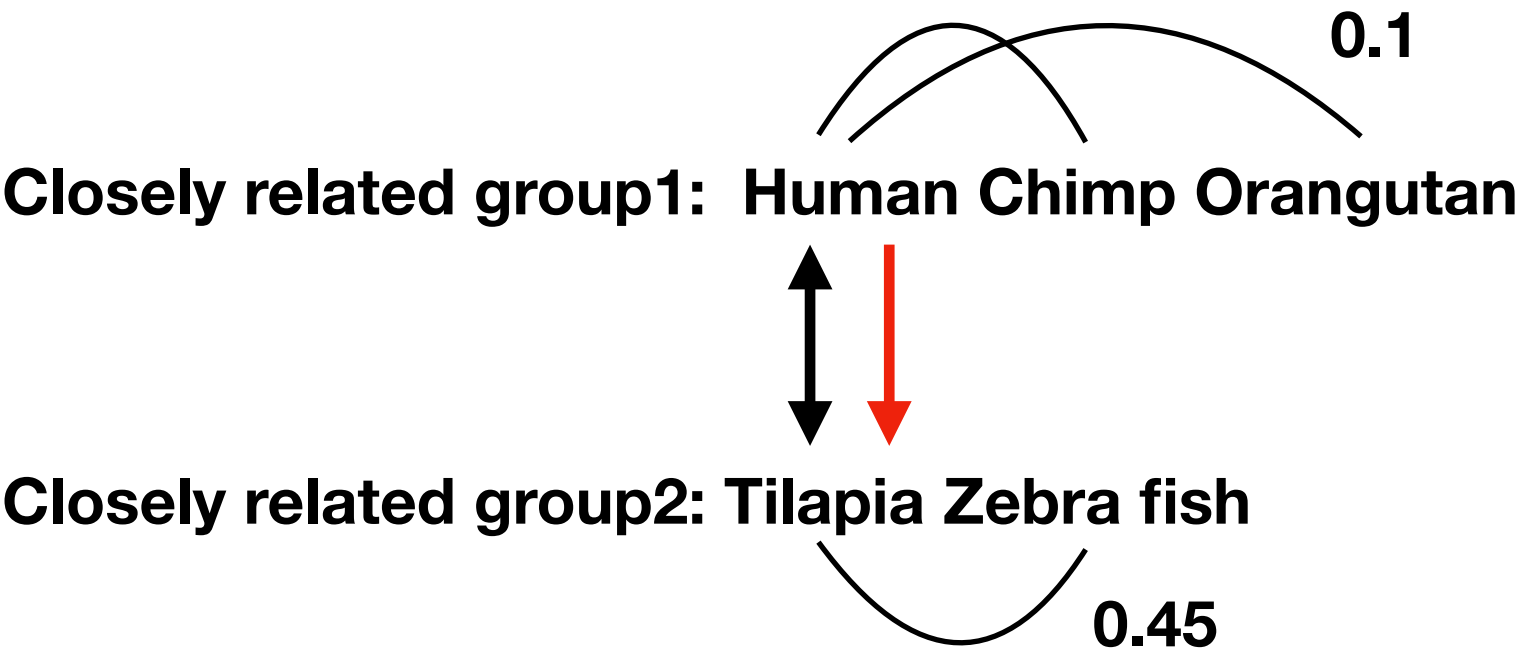 0.1
Closely related group1: Human Chimp Orangutan
Closely related group2: Tilapia Zebra fish
0.45